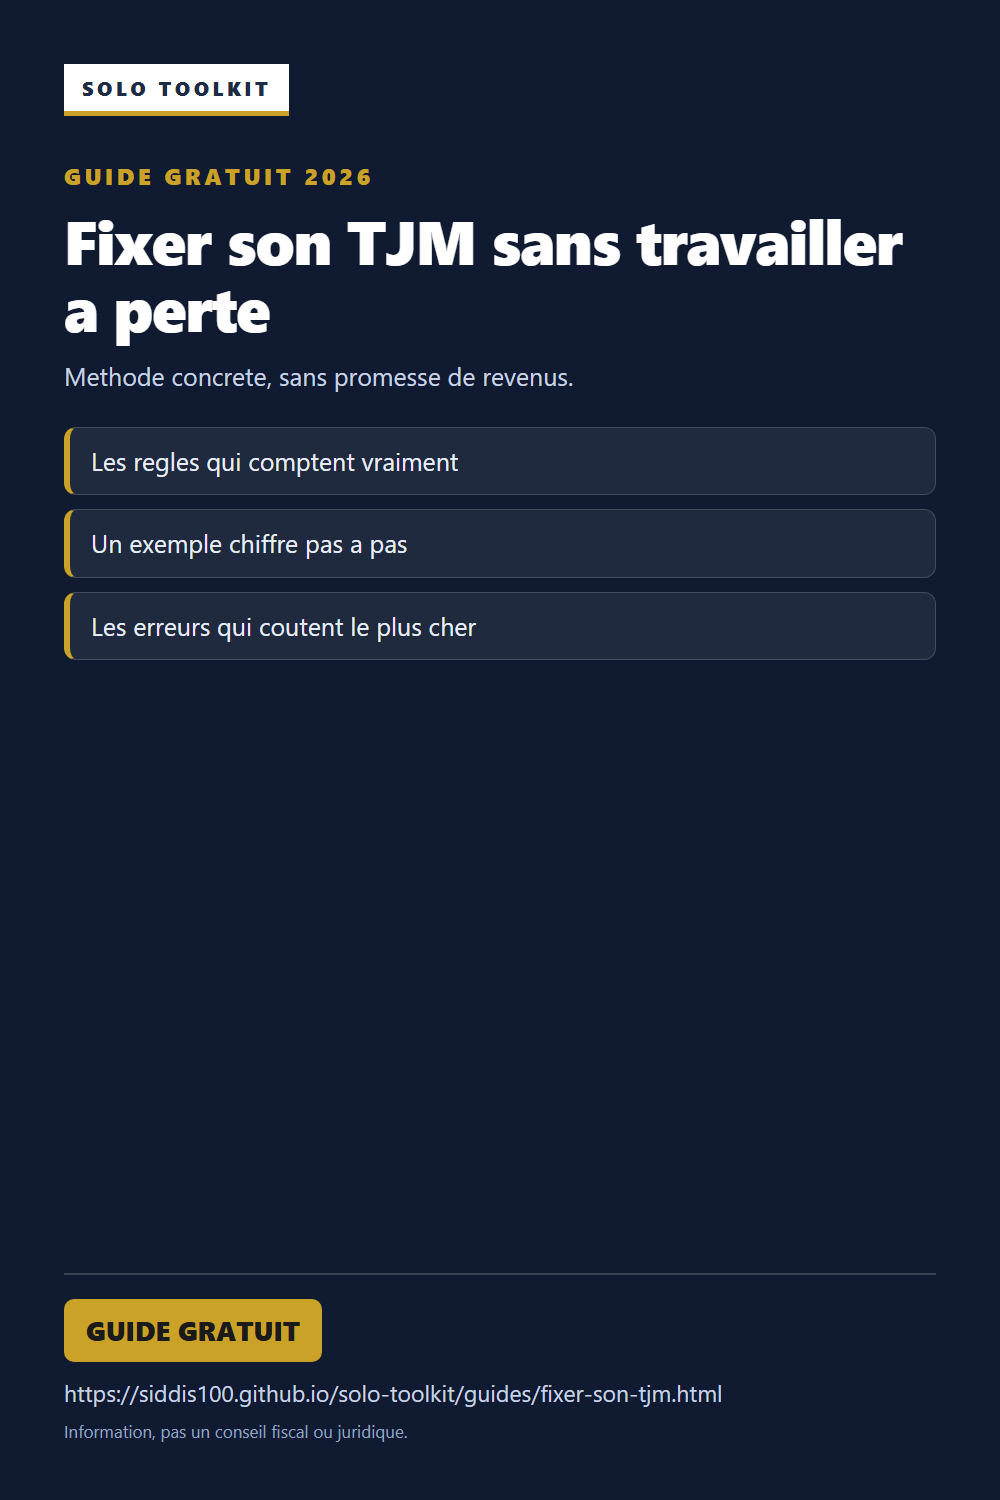 SOLO TOOLKIT
GUIDE GRATUIT 2026
Fixer son TJM sans travailler
a perte
Methode concrete, sans promesse de revenus.
Les regles qui comptent vraiment
Un exemple chiffre pas a pas
Les erreurs qui coutent le plus cher
GUIDE GRATUIT
https://siddis100.github.io/solo-toolkit/guides/fixer-son-tjm.html
Information, pas un conseil fiscal ou juridique.